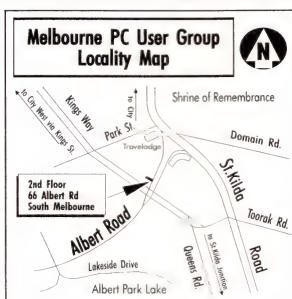 Melbourne PC User Group
Locality Map
N
to City West via Kings St.
Kings Way
to City
Shrine of Remembrance
Park St
Travelodge
Domain Rd.
St.Kilda
Road
2nd Floor
66 Albert Rd
South Melbourne
Albert Road
Toorak Rd.
to St.Kilda Junction
Queens Rd.
Lakeside Drive
Albert Park Lake